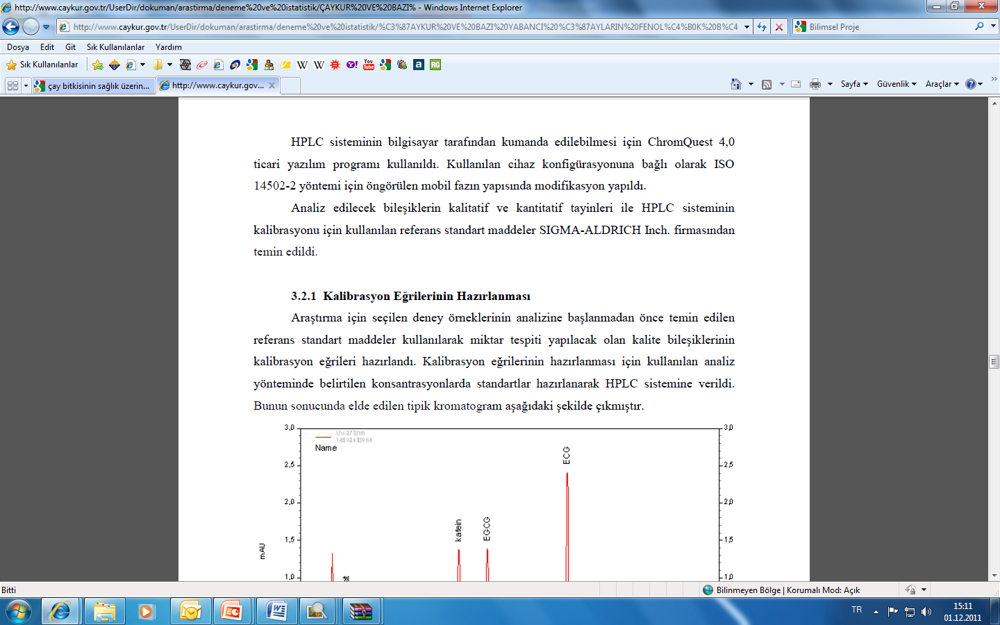 http://www.caykur.gov.tr/UserDir/dokuman/arastirma/deneme%20ve%20istatistik/ÇAYKUR%20VE%20BAZI% - Windows Internet Explorer
http://www.caykur.gov.tr/UserDir/dokuman/arastirma/deneme%20ve%20istatistik/%C3%87AYKUR%20VE%20BAZI%20YABANCI%20%C3%87AYLARIN%20FENOL%C4%B0K%20B%C4
Bilimsel Proje
Dosya Edit Git Sık Kullanılanlar Yardım
Sık Kullanılanlar
W W Y! You Tube a RG
çay bitkisinin sağlık üzerin...
http://www.caykur.gov...
Sayfa Güvenlik Araçlar
HPLC sisteminin bilgisayar tarafından kumanda edilebilmesi için ChromQuest 4,0
ticari yazılım programı kullanıldı. Kullanılan cihaz konfigürasyonuna bağlı olarak ISO
14502-2 yöntemi için öngörülen mobil fazın yapısında modifikasyon yapıldı.
Analiz edilecek bileşiklerin kalitatif ve kantitatif tayinleri ile HPLC sisteminin
kalibrasyonu için kullanılan referans standart maddeler SIGMA-ALDRICH Inch. firmasından
temin edildi.
3.2.1 Kalibrasyon Eğrilerinin Hazırlanması
Araştırma için seçilen deney örneklerinin analizine başlanmadan önce temin edilen
referans standart maddeler kullanılarak miktar tespiti yapılacak olan kalite bileşiklerinin
kalibrasyon eğrileri hazırlandı. Kalibrasyon eğrilerinin hazırlanması için kullanılan analiz
yönteminde belirtilen konsantrasyonlarda standartlar hazırlanarak HPLC sistemine verildi.
Bunun sonucunda elde edilen tipik kromatogram aşağıdaki şekilde çıkmıştır.
3,0 3,0
Name
ECG
2,5 2,5
2,0 2,0
kafein
EGCG
1,5 1,5
mAU
1,0 1,0
Bitti
Bilinmeyen Bölge | Korumalı Mod: Açık
TR
15:11
01.12.2011